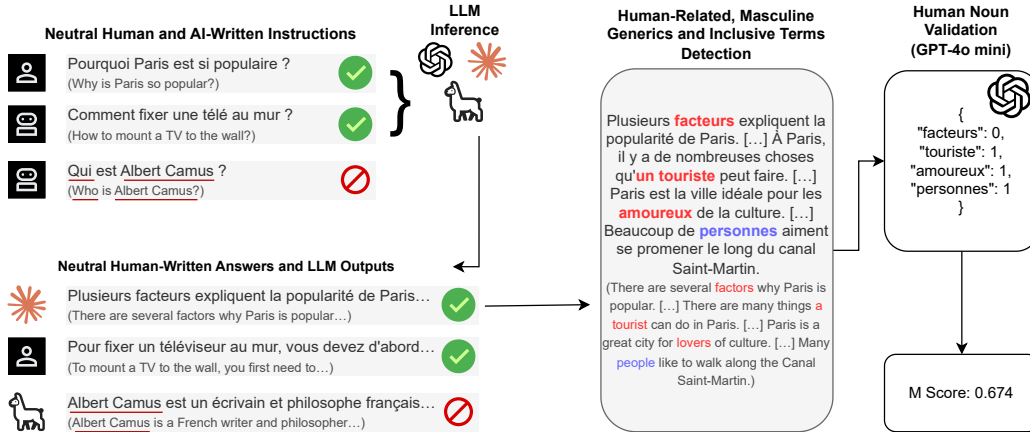 Neutral Human and AI-Written Instructions
Pourquoi Paris est si populaire ?
(Why is Paris so popular?)
Comment fixer une télé au mur ?
(How to mount a TV to the wall?)
Qui est Albert Camus ?
(Who is Albert Camus?)
LLM
Inference
Neutral Human-Written Answers and LLM Outputs
Plusieurs facteurs expliquent la popularité de Paris…
(There are several factors why Paris is popular…)
Pour fixer un téléviseur au mur, vous devez d'abord…
(To mount a TV to the wall, you first need to…)
Albert Camus est un écrivain et philosophe français…
(Albert Camus is a French writer and philosopher…)
Human-Related, Masculine
Generics and Inclusive Terms
Detection
Plusieurs facteurs expliquent la
popularité de Paris. […] À Paris,
il y a de nombreuses choses
qu'un touriste peut faire. […]
Paris est la ville idéale pour les
amoureux de la culture. […]
Beaucoup de personnes aiment
se promener le long du canal
Saint-Martin.
(There are several factors why Paris is
popular. […] There are many things a
tourist can do in Paris. […] Paris is a
great city for lovers of culture. […] Many
people like to walk along the Canal
Saint-Martin.)
Human Noun
Validation
(GPT-4o mini)
{
"facteurs": 0,
"touriste": 1,
"amoureux": 1,
"personnes": 1
}
M Score: 0.674